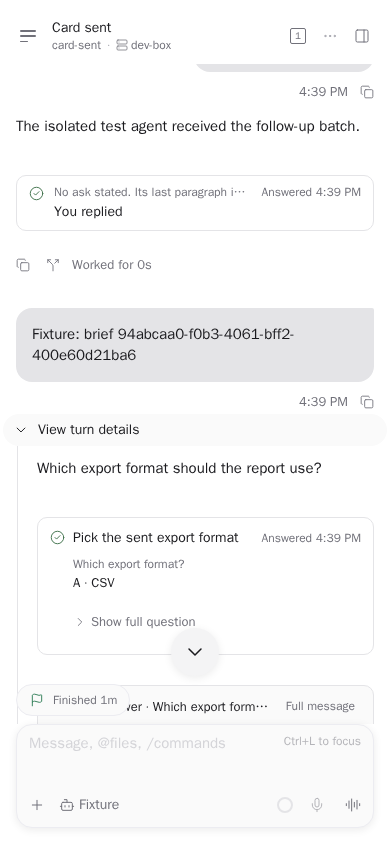 Card sent
card-sent · dev-box
1
4:39 PM
The isolated test agent received the follow-up batch.
No ask stated. Its last paragraph i··· Answered 4:39 PM
You replied
Worked for 0s
Fixture: brief 94abcaa0-f0b3-4061-bff2-
400e60d21ba6
4:39 PM
View turn details
Which export format should the report use?
Pick the sent export format Answered 4:39 PM
Which export format?
A · CSV
Show full question
Finished 1m
ver · Which export form··· Full message
Message, @files, /commands Ctrl+L to focus
Fixture